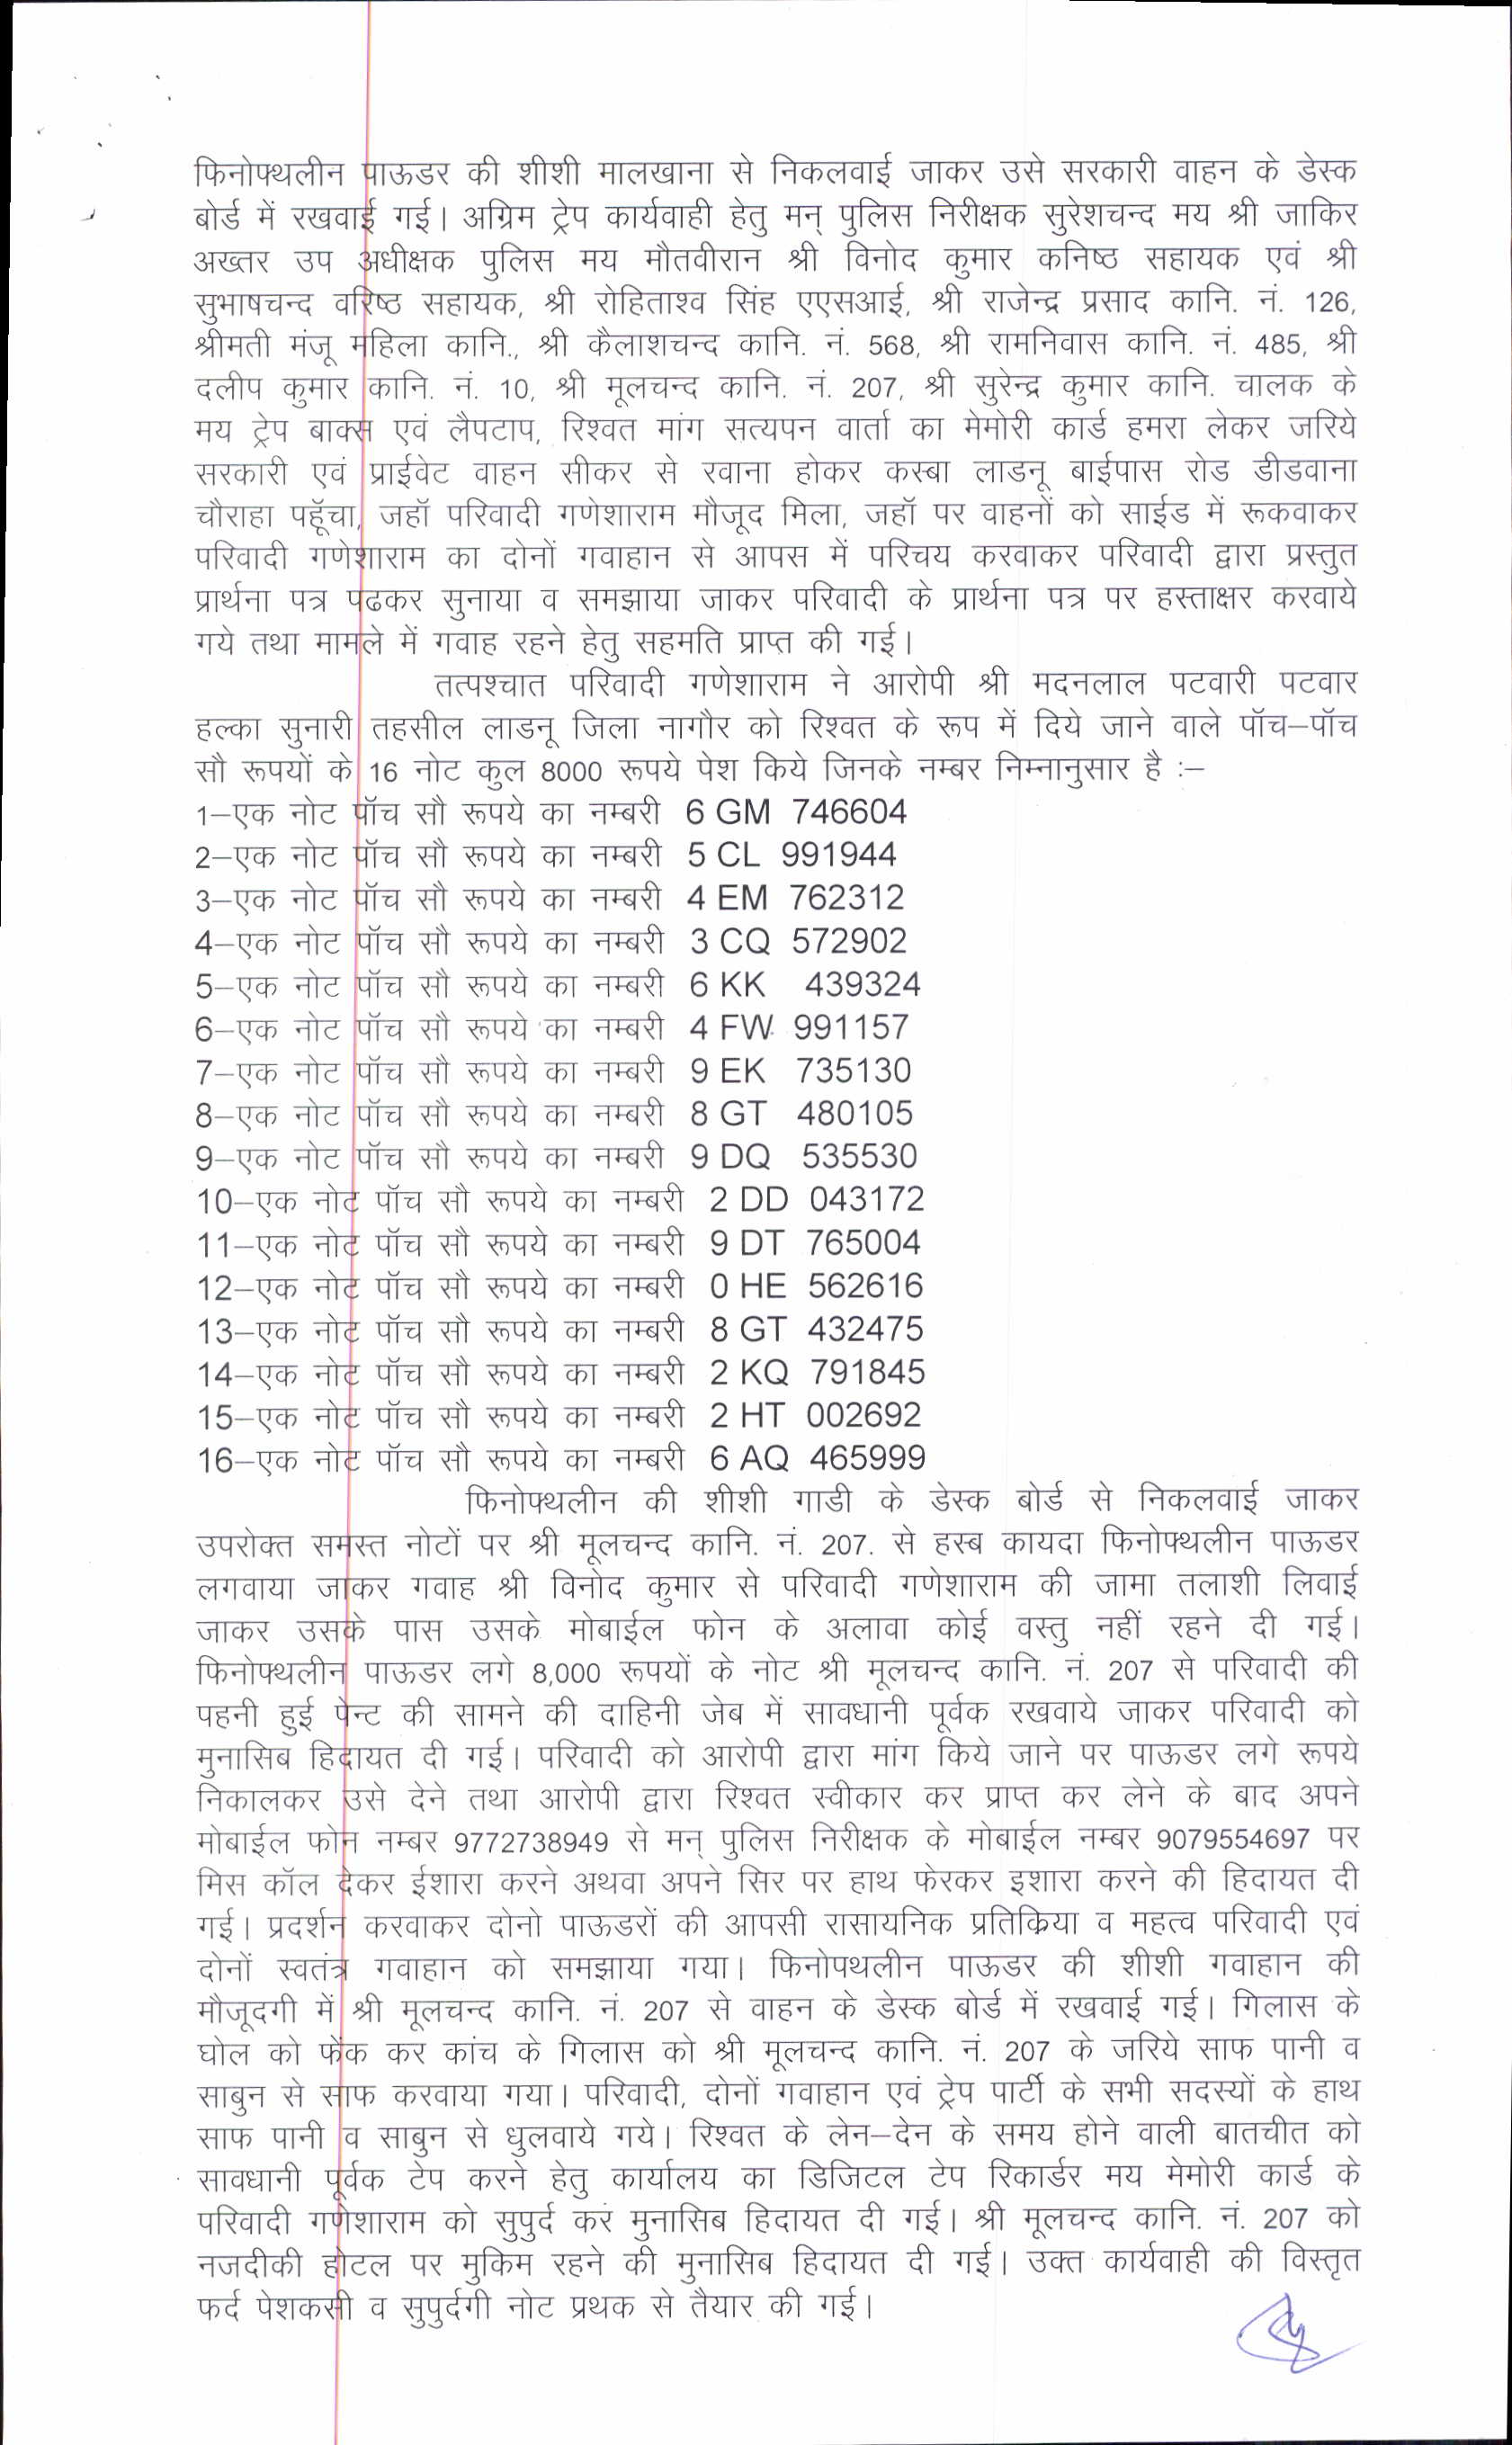 फिनोफ्थलीन पाऊडर की शीशी मालखाना से निकलवाई जाकर उसे सरकारी वाहन के डेस्क
बोर्ड में रखवाई गई। अग्रिम ट्रेप कार्यवाही हेतु मन् पुलिस निरीक्षक सुरेशचन्द मय श्री जाकिर
अख्तर उप अधीक्षक पुलिस मय मौतवीरान श्री विनोद कुमार कनिष्ठ सहायक एवं श्री
सुभाषचन्द वरिष्ठ सहायक, श्री रोहिताश्व सिंह एएसआई, श्री राजेन्द्र प्रसाद कानि. नं. 126,
श्रीमती मंजू महिला कानि., श्री कैलाशचन्द कानि. नं. 568, श्री रामनिवास कानि. नं. 485, श्री
दलीप कुमार कानि. नं. 10, श्री मूलचन्द कानि. नं. 207, श्री सुरेन्द्र कुमार कानि. चालक के
मय ट्रेप बाक्स एवं लैपटाप, रिश्वत मांग सत्यपन वार्ता का मेमोरी कार्ड हमरा लेकर जरिये
सरकारी एवं प्राईवेट वाहन सीकर से रवाना होकर कस्बा लाडनू बाईपास रोड डीडवाना
चौराहा पहूॅचा, जहॉ परिवादी गणेशाराम मौजूद मिला, जहॉ पर वाहनों को साईड में रूकवाकर
परिवादी गणेशाराम का दोनों गवाहान से आपस में परिचय करवाकर परिवादी द्वारा प्रस्तुत
प्रार्थना पत्र पढकर सुनाया व समझाया जाकर परिवादी के प्रार्थना पत्र पर हस्ताक्षर करवाये
गये तथा मामले में गवाह रहने हेतु सहमति प्राप्त की गई।
तत्पश्चात परिवादी गणेशाराम ने आरोपी श्री मदनलाल पटवारी पटवार
हल्का सुनारी तहसील लाडनू जिला नागौर को रिश्वत के रूप में दिये जाने वाले पॉच–पॉच
सौ रूपयों के 16 नोट कुल 8000 रूपये पेश किये जिनके नम्बर निम्नानुसार है :–
1–एक नोट पॉच सौ रूपये का नम्बरी 6 GM 746604
2–एक नोट पॉच सौ रूपये का नम्बरी 5 CL 991944
3–एक नोट पॉच सौ रूपये का नम्बरी 4 EM 762312
4–एक नोट पॉच सौ रूपये का नम्बरी 3 CQ 572902
5–एक नोट पॉच सौ रूपये का नम्बरी 6 KK 439324
6–एक नोट पॉच सौ रूपये का नम्बरी 4 FW 991157
7–एक नोट पॉच सौ रूपये का नम्बरी 9 EK 735130
8–एक नोट पॉच सौ रूपये का नम्बरी 8 GT 480105
9–एक नोट पॉच सौ रूपये का नम्बरी 9 DQ 535530
10–एक नोट पॉच सौ रूपये का नम्बरी 2 DD 043172
11–एक नोट पॉच सौ रूपये का नम्बरी 9 DT 765004
12–एक नोट पॉच सौ रूपये का नम्बरी 0 HE 562616
13–एक नोट पॉच सौ रूपये का नम्बरी 8 GT 432475
14–एक नोट पॉच सौ रूपये का नम्बरी 2 KQ 791845
15–एक नोट पॉच सौ रूपये का नम्बरी 2 HT 002692
16–एक नोट पॉच सौ रूपये का नम्बरी 6 AQ 465999
फिनोफ्थलीन की शीशी गाडी के डेस्क बोर्ड से निकलवाई जाकर
उपरोक्त समस्त नोटों पर श्री मूलचन्द कानि. नं. 207. से हस्ब कायदा फिनोफ्थलीन पाऊडर
लगवाया जाकर गवाह श्री विनोद कुमार से परिवादी गणेशाराम की जामा तलाशी लिवाई
जाकर उसके पास उसके मोबाईल फोन के अलावा कोई वस्तु नहीं रहने दी गई।
फिनोफ्थलीन पाऊडर लगे 8,000 रूपयों के नोट श्री मूलचन्द कानि. नं. 207 से परिवादी की
पहनी हुई पेन्ट की सामने की दाहिनी जेब में सावधानी पूर्वक रखवाये जाकर परिवादी को
मुनासिब हिदायत दी गई। परिवादी को आरोपी द्वारा मांग किये जाने पर पाऊडर लगे रूपये
निकालकर उसे देने तथा आरोपी द्वारा रिश्वत स्वीकार कर प्राप्त कर लेने के बाद अपने
मोबाईल फोन नम्बर 9772738949 से मन् पुलिस निरीक्षक के मोबाईल नम्बर 9079554697 पर
मिस कॉल देकर ईशारा करने अथवा अपने सिर पर हाथ फेरकर इशारा करने की हिदायत दी
गई। प्रदर्शन करवाकर दोनो पाऊडरों की आपसी रासायनिक प्रतिक्रिया व महत्व परिवादी एवं
दोनों स्वतंत्र गवाहान को समझाया गया। फिनोपथलीन पाऊडर की शीशी गवाहान की
मौजूदगी में श्री मूलचन्द कानि. नं. 207 से वाहन के डेस्क बोर्ड में रखवाई गई। गिलास के
घोल को फेंक कर कांच के गिलास को श्री मूलचन्द कानि. नं. 207 के जरिये साफ पानी व
साबुन से साफ करवाया गया। परिवादी, दोनों गवाहान एवं ट्रेप पार्टी के सभी सदस्यों के हाथ
साफ पानी व साबुन से धुलवाये गये। रिश्वत के लेन–देन के समय होने वाली बातचीत को
सावधानी पूर्वक टेप करने हेतु कार्यालय का डिजिटल टेप रिकार्डर मय मेमोरी कार्ड के
परिवादी गणेशाराम को सुपुर्द करं मुनासिब हिदायत दी गई। श्री मूलचन्द कानि. नं. 207 को
नजदीकी होटल पर मुकिम रहने की मुनासिब हिदायत दी गई। उक्त कार्यवाही की विस्तृत
फर्द पेशकसी व सुपुर्दगी नोट प्रथक से तैयार की गई।